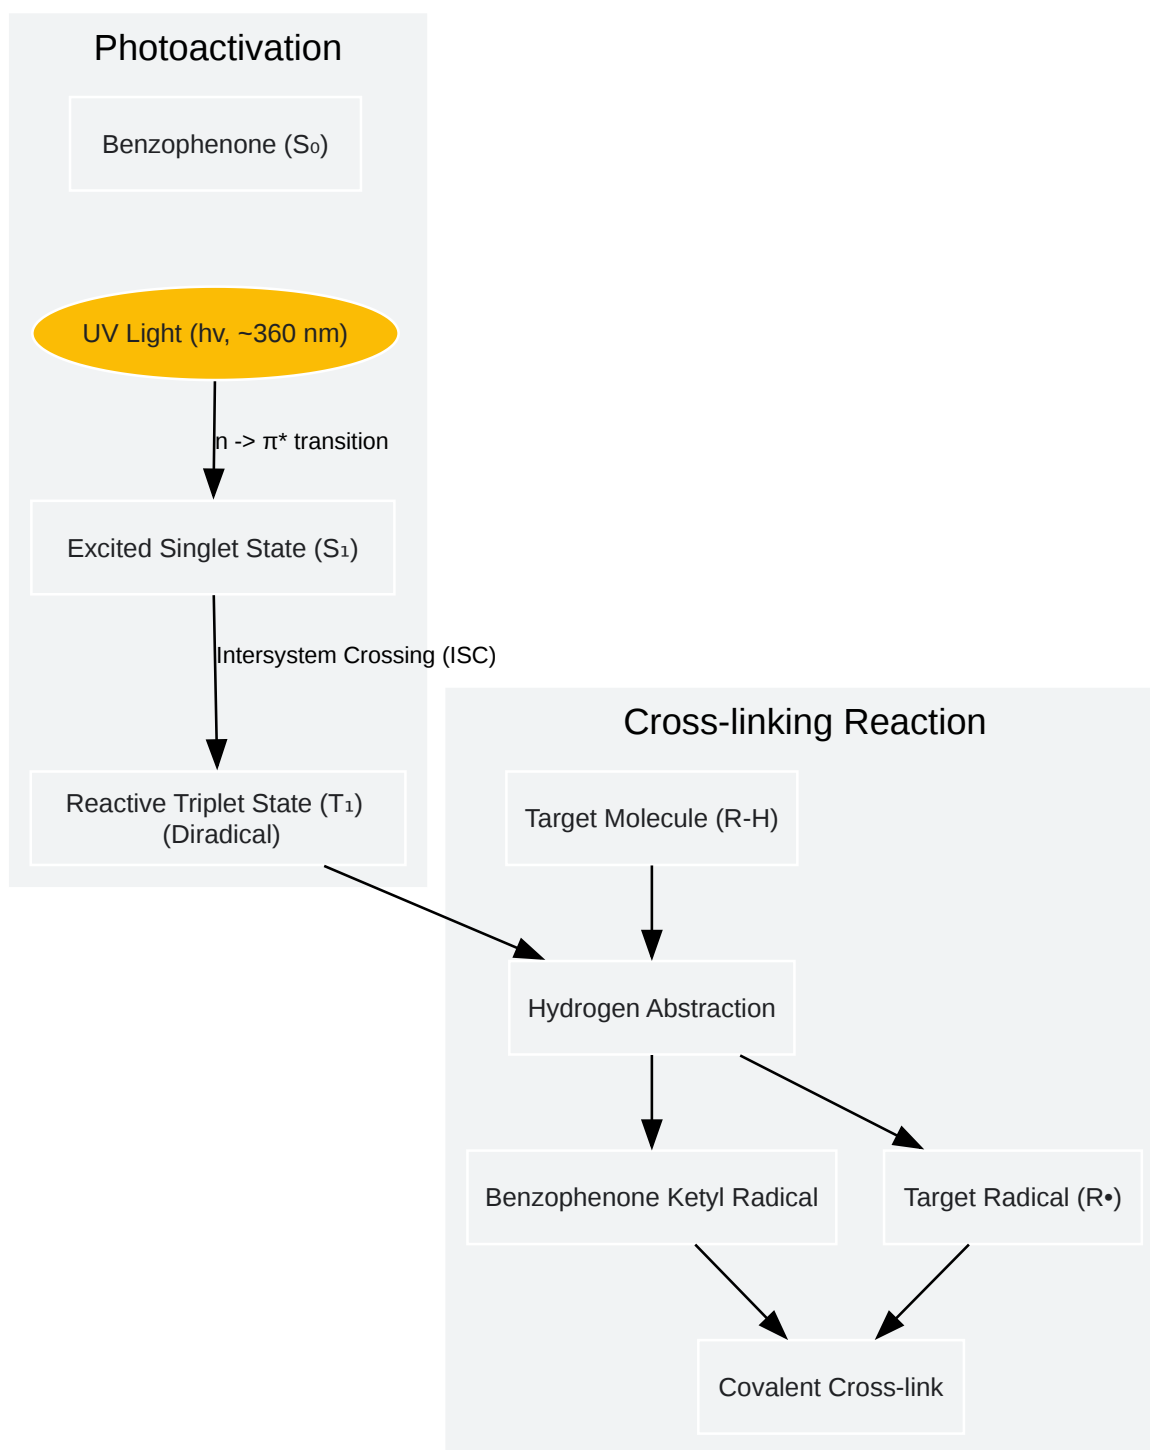 Photoactivation
Benzophenone (S₀)
UV Light (hv, ~360 nm)
n -> π* transition
Excited Singlet State (S₁)
Intersystem Crossing (ISC)
Reactive Triplet State (T₁)
(Diradical)
Cross-linking Reaction
Target Molecule (R-H)
Hydrogen Abstraction
Benzophenone Ketyl Radical
Target Radical (R•)
Covalent Cross-link